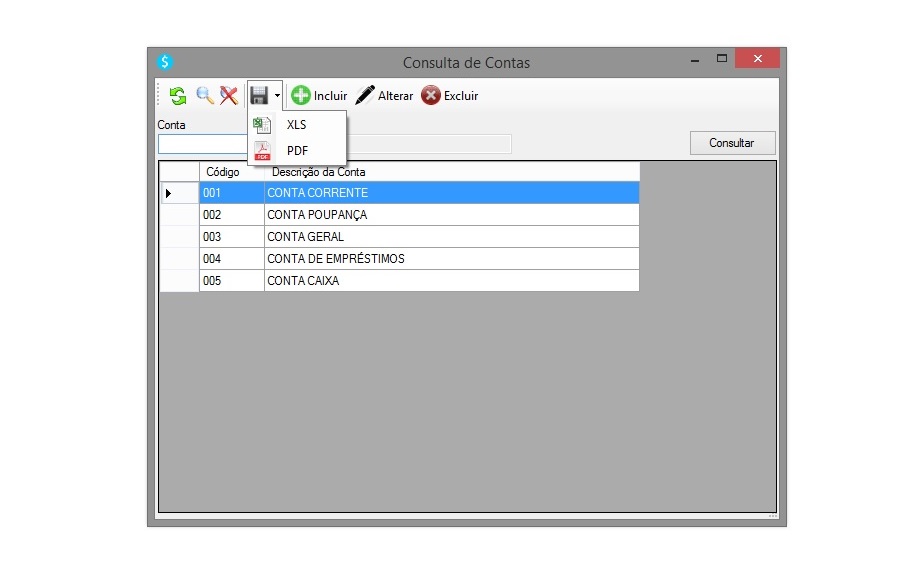 $ Consulta de Contas
Incluir Alterar Excluir
Conta
XLS
PDF
PDF
Consultar
Código Descrição da Conta
001 CONTA CORRENTE
002 CONTA POUPANÇA
003 CONTA GERAL
004 CONTA DE EMPRÉSTIMOS
005 CONTA CAIXA